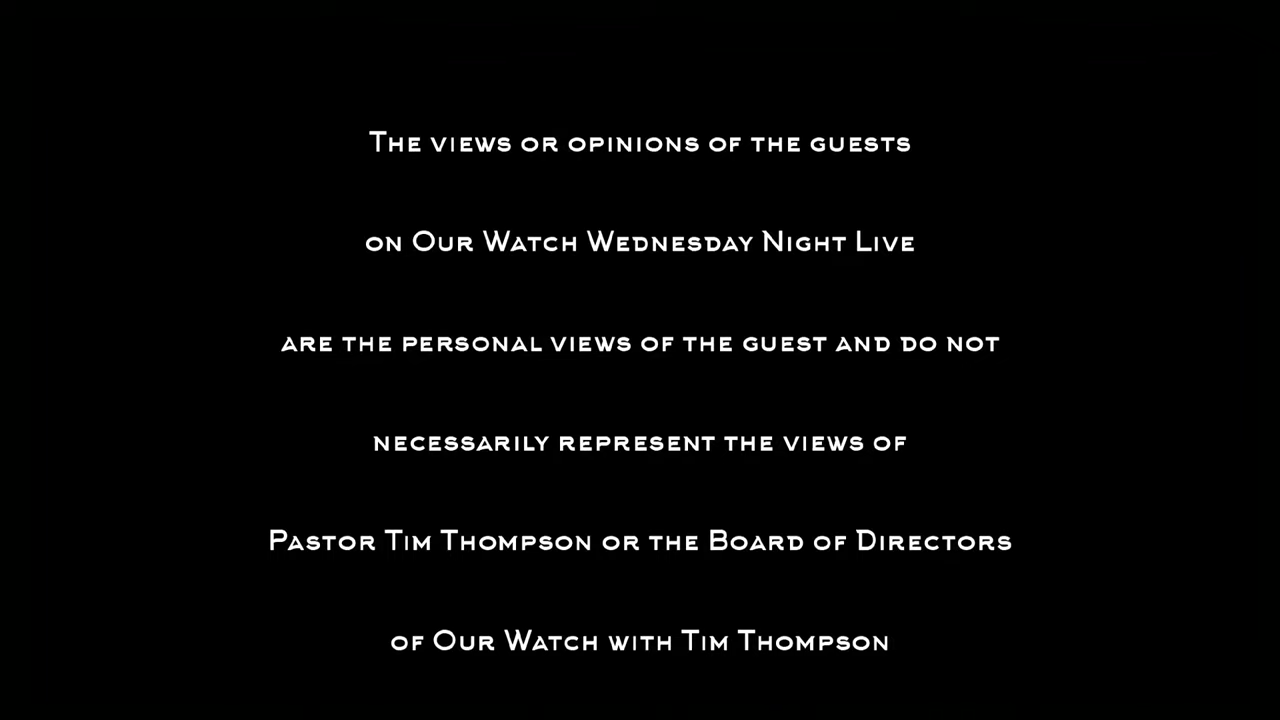 The views or opinions of the guests
on Our Watch Wednesday Night Live
are the personal views of the guest and do not
necessarily represent the views of
Pastor Tim Thompson or the Board of Directors
of Our Watch with Tim Thompson